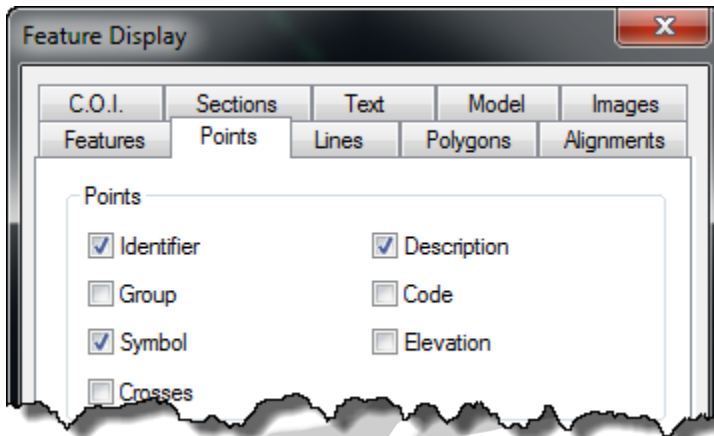 Feature Display
C.O.I. Sections Text Model Images
Features Points Lines Polygons Alignments
Points
Identifier Description
Group Code
Symbol Elevation
Crosses